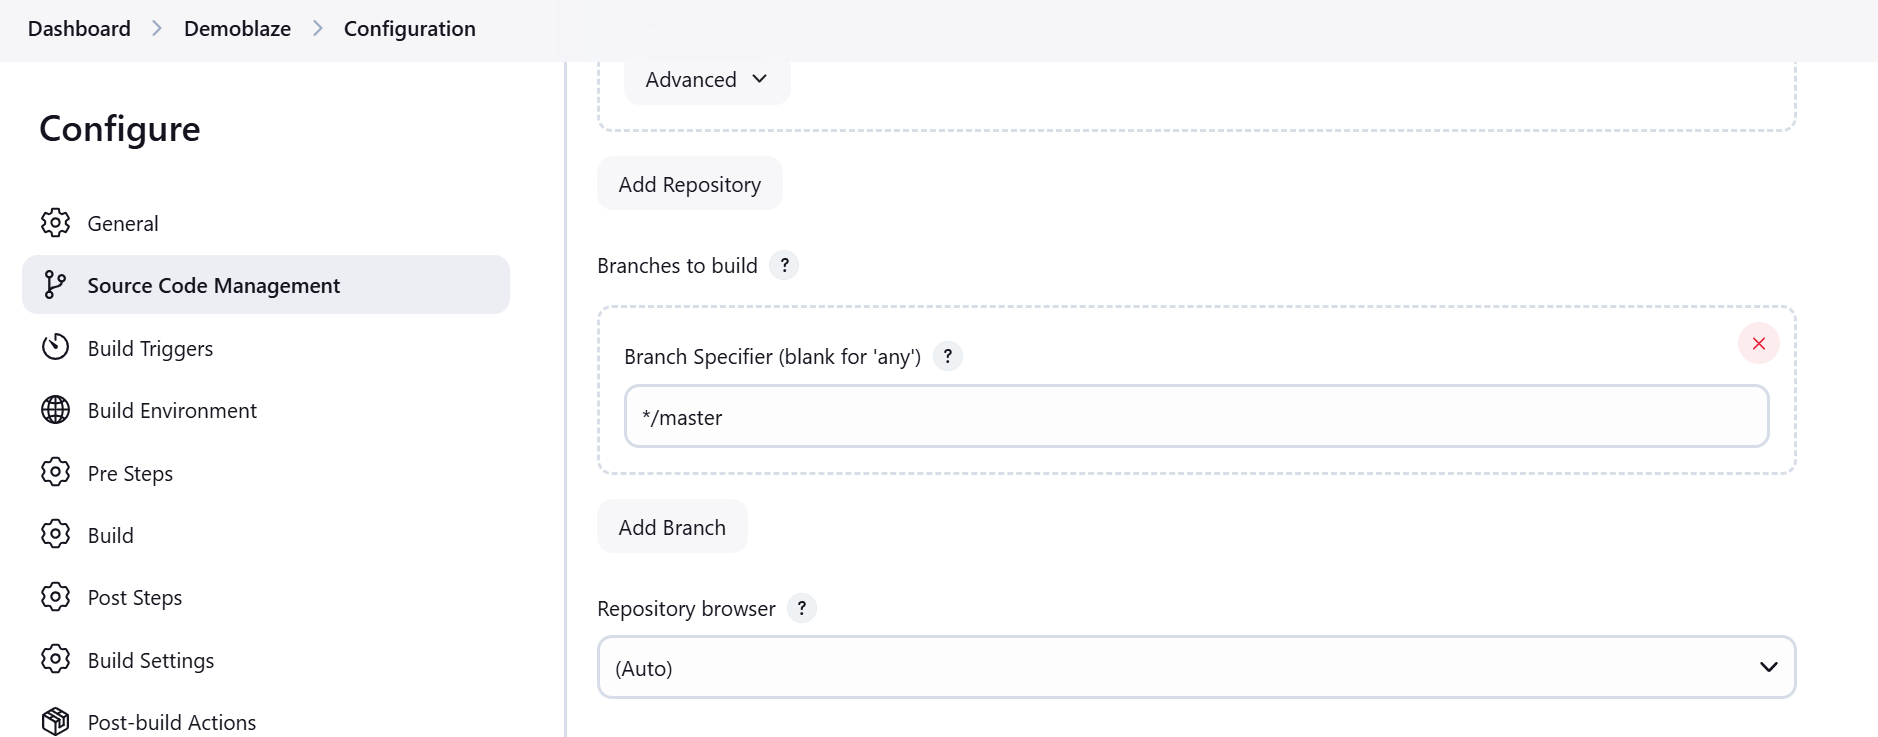 Dashboard > Demoblaze > Configuration
Configure
General
Source Code Management
Build Triggers
Build Environment
Pre Steps
Build
Post Steps
Build Settings
Post-build Actions
Advanced
Add Repository
Branches to build ?
Branch Specifier (blank for 'any') ?
*/master
Add Branch
Repository browser ?
(Auto)